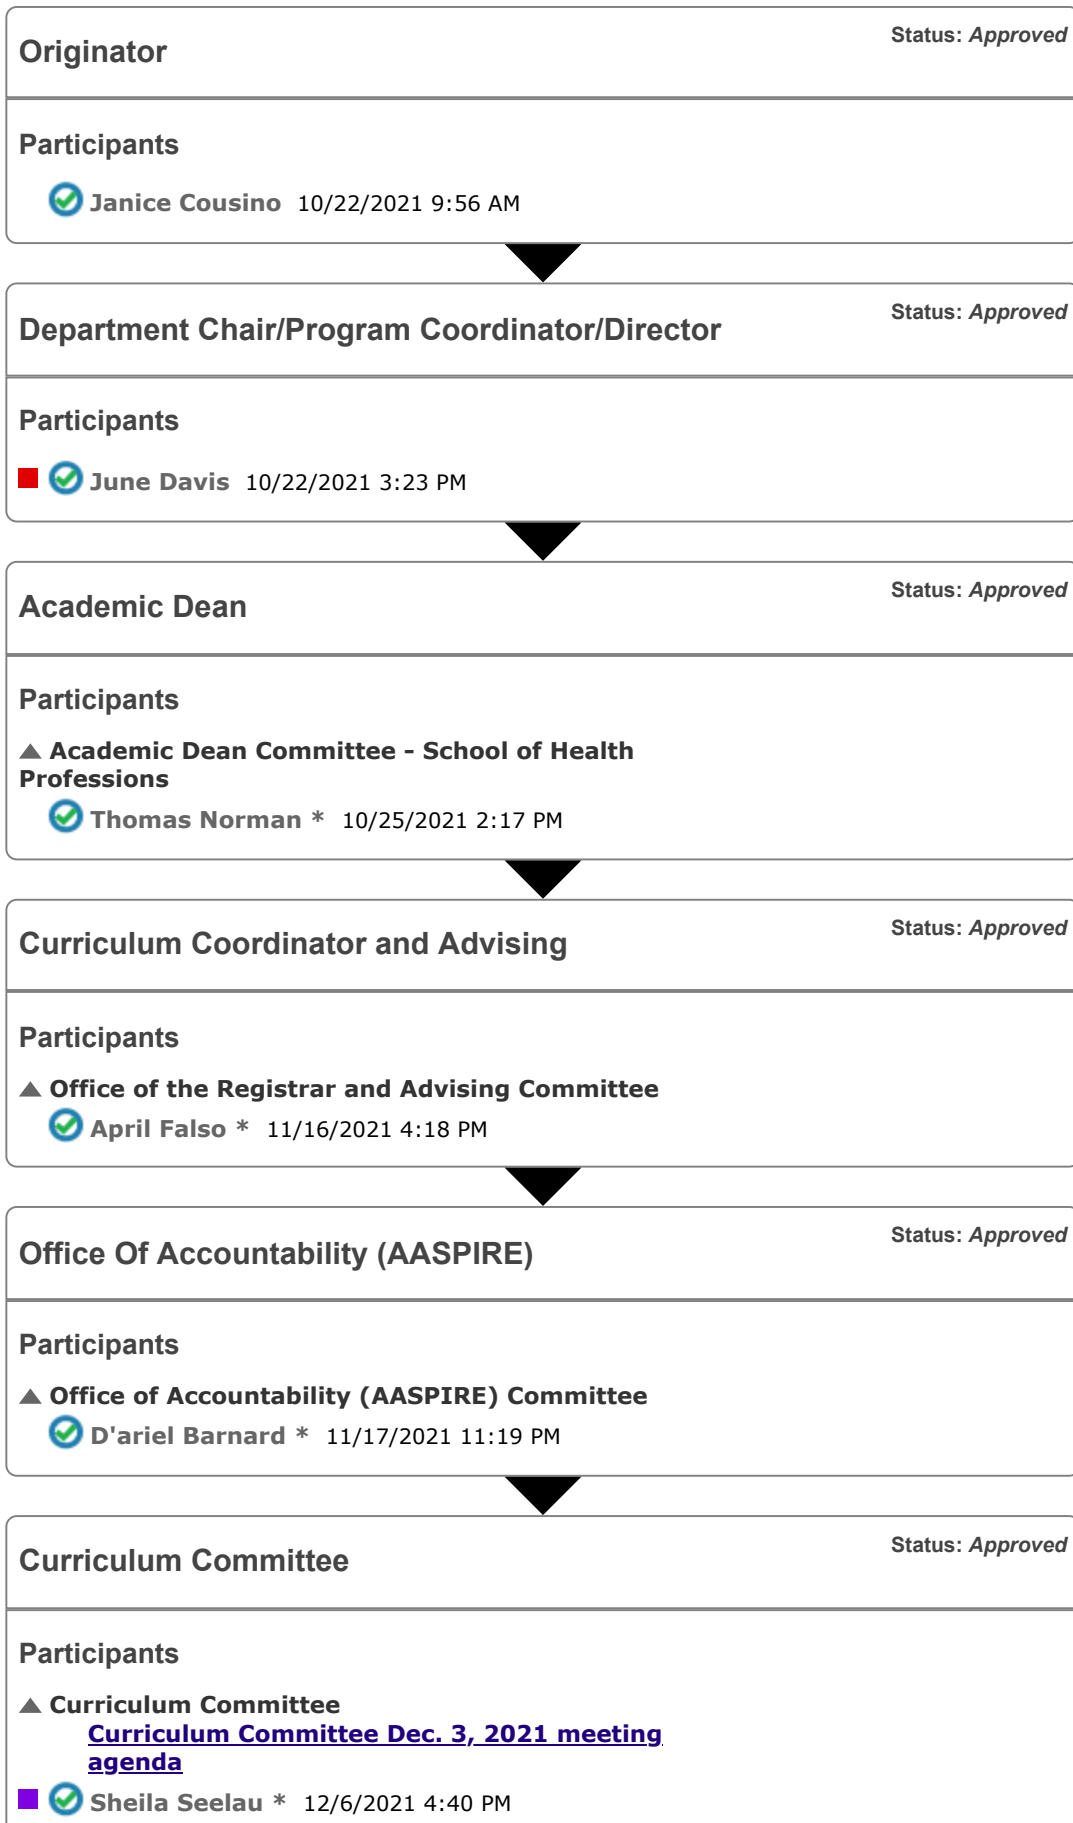 Originator
Status: Approved
Participants
Janice Cousino 10/22/2021 9:56 AM
Department Chair/Program Coordinator/Director
Status: Approved
Participants
June Davis 10/22/2021 3:23 PM
Academic Dean
Status: Approved
Participants
Academic Dean Committee - School of Health
Professions
Thomas Norman * 10/25/2021 2:17 PM
Curriculum Coordinator and Advising
Status: Approved
Participants
Office of the Registrar and Advising Committee
April Falso * 11/16/2021 4:18 PM
Office Of Accountability (AASPIRE)
Status: Approved
Participants
Office of Accountability (AASPIRE) Committee
D'ariel Barnard * 11/17/2021 11:19 PM
Curriculum Committee
Status: Approved
Participants
Curriculum Committee
Curriculum Committee Dec. 3, 2021 meeting
agenda
Sheila Seelau * 12/6/2021 4:40 PM